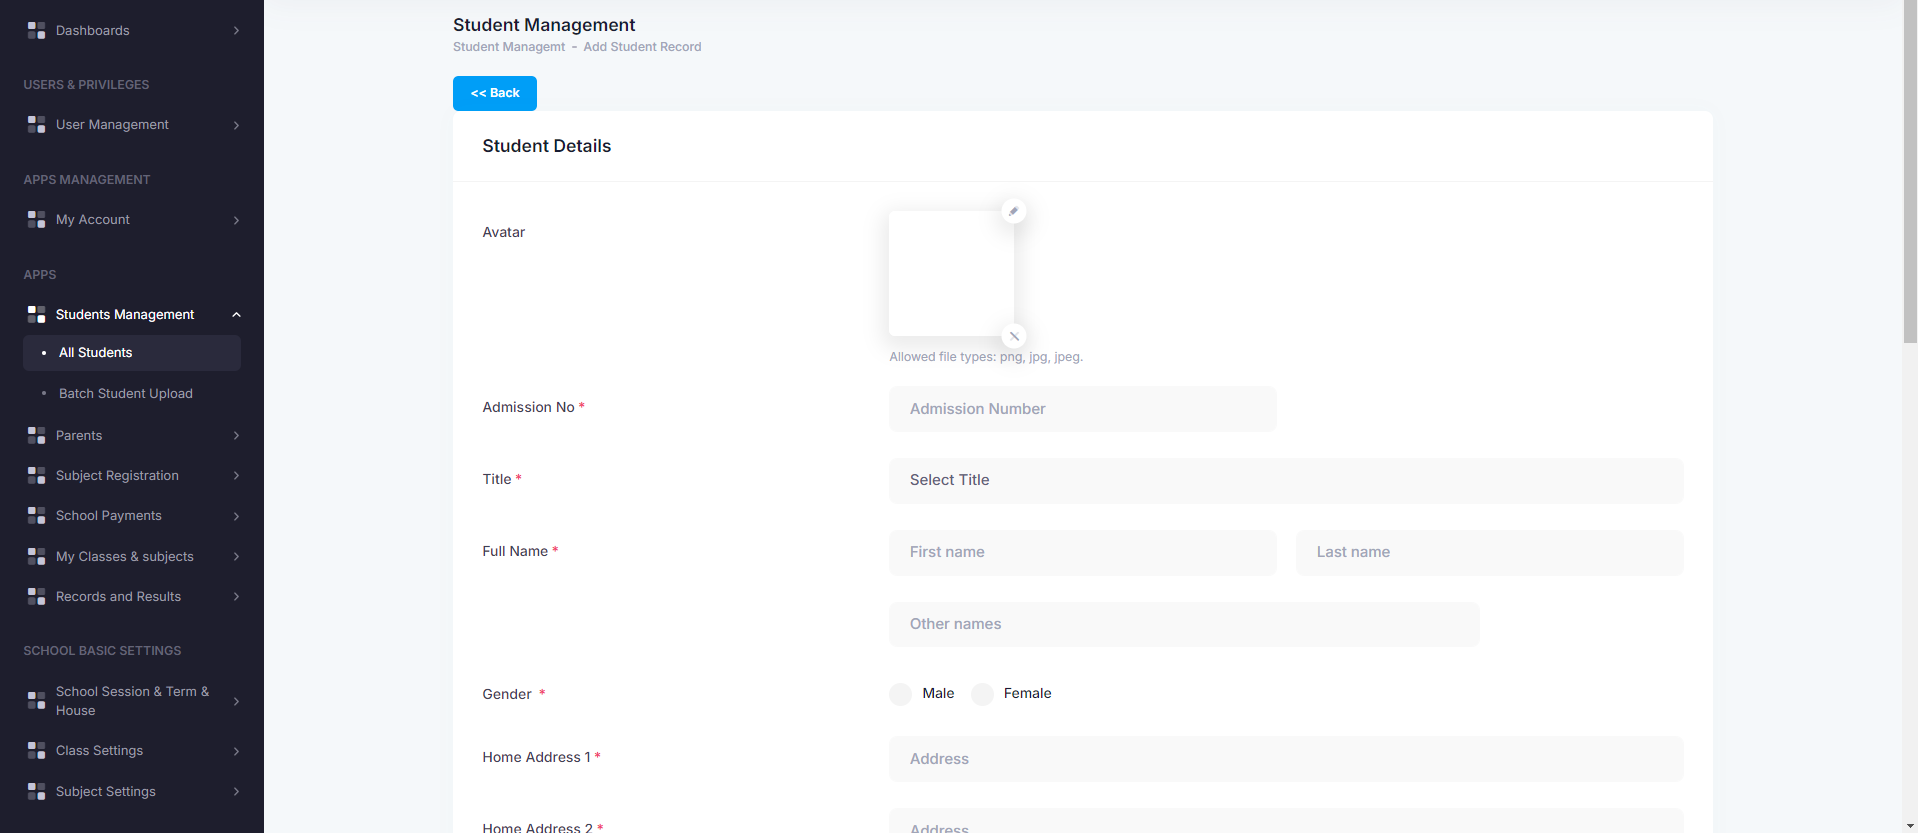 Dashboards
USERS & PRIVILEGES
User Management
APPS MANAGEMENT
My Account
APPS
Students Management
All Students
Batch Student Upload
Parents
Subject Registration
School Payments
My Classes & subjects
Records and Results
SCHOOL BASIC SETTINGS
School Session & Term &
House
Class Settings
Subject Settings
Student Management
Student Managemt - Add Student Record
<< Back
Student Details
Avatar
Allowed file types: png, jpg, jpeg.
Admission No *
Admission Number
Title *
Select Title
Full Name *
First name
Last name
Other names
Gender *
Male
Female
Home Address 1 *
Address
Home Address 2 *
Address